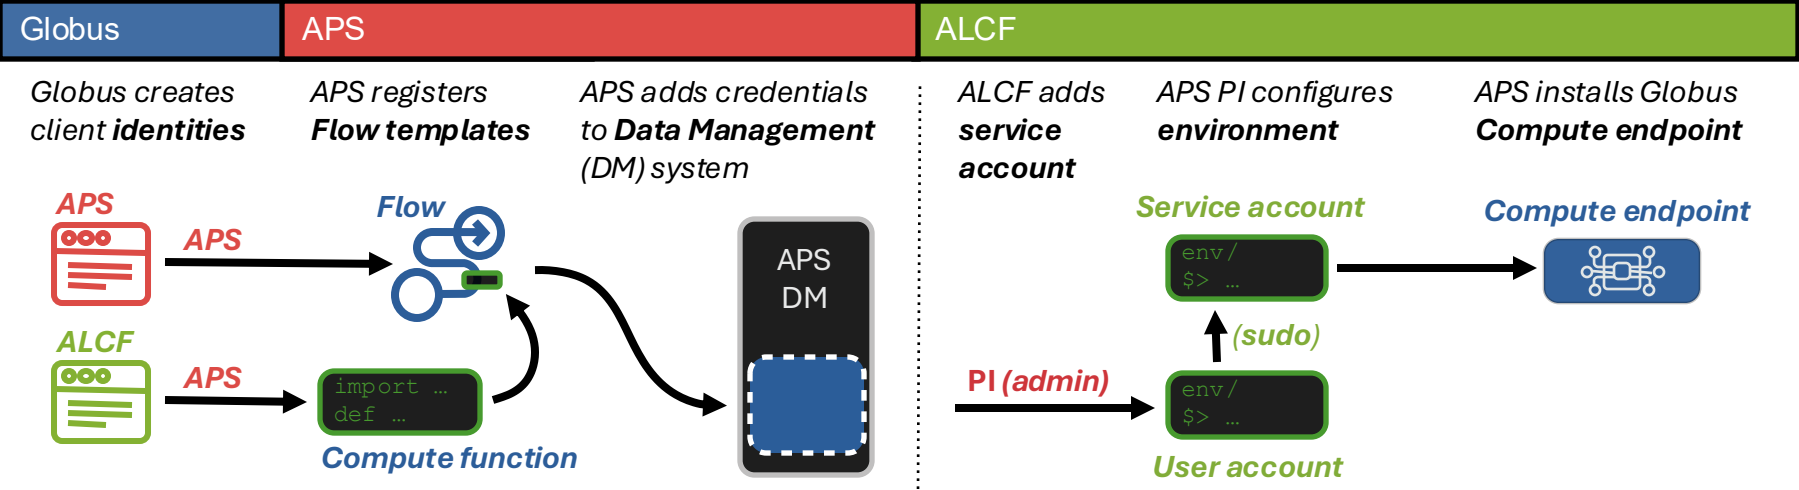 Globus
APS
ALCF
Globus creates
client identities
APS registers
Flow templates
APS adds credentials
to Data Management
(DM) system
ALCF adds
service
account
APS PI configures
environment
APS installs Globus
Compute endpoint
APS
APS
Flow
APS
DM
ALCF
APS
import ...
def ...
Compute function
Service account
env/
$> ...
(sudo)
PI (admin)
env/
$> ...
User account
Compute endpoint